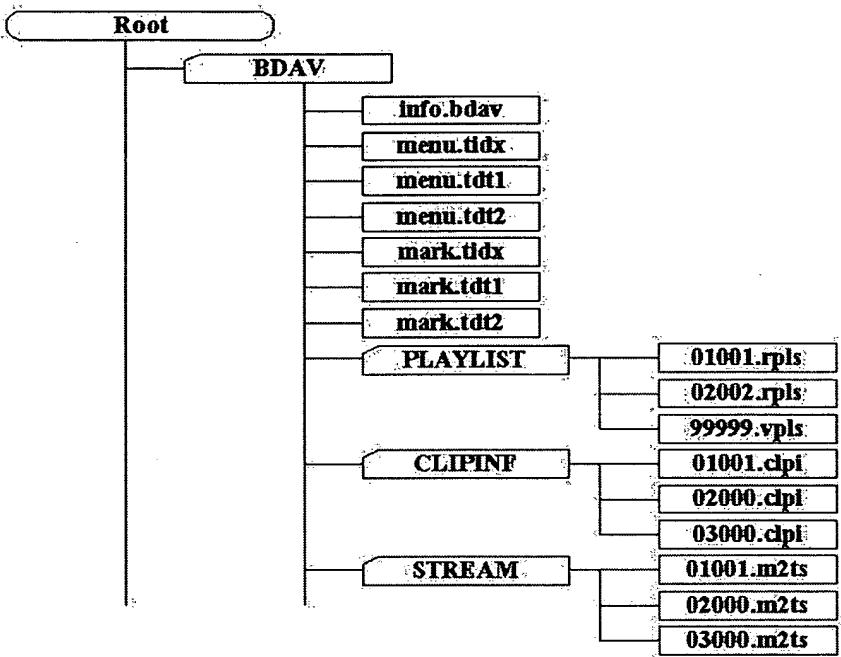 Root
BDAV
info.bdav
menu.tidx
menu.tdt1
menu.tdt2
mark.tidx
mark.tdt1
mark.tdt2
PLAYLIST
01001.rpls
02002.rpls
99999.vpls
CLIPINF
01001.clpi
02000.clpi
03000.clpi
STREAM
01001.m2ts
02000.m2ts
03000.m2ts